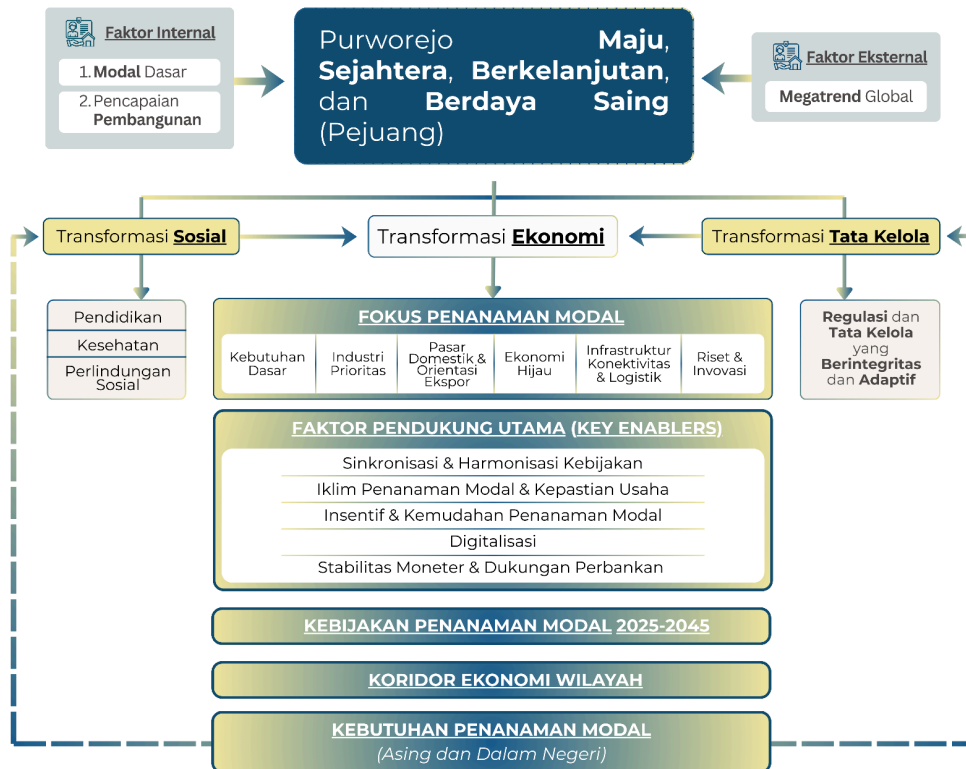 Faktor Internal
1. Modal Dasar
2. Pencapaian
Pembangunan
Purworejo Maju,
Sejahtera, Berkelanjutan,
dan Berdaya Saing
(Pejuang)
Faktor Eksternal
Megatrend Global
Transformasi Sosial
Transformasi Ekonomi
Transformasi Tata Kelola
Pendidikan
Kesehatan
Perlindungan
Sosial
FOKUS PENANAMAN MODAL
Kebutuhan
Dasar
Industri
Prioritas
Pasar
Domestik &
Orientasi
Ekspor
Ekonomi
Hijau
Infrastruktur
Konektivitas
& Logistik
Riset &
Invovasi
Regulasi dan
Tata Kelola
yang
Berintegritas
dan Adaptif
FAKTOR PENDUKUNG UTAMA (KEY ENABLERS)
Sinkronisasi & Harmonisasi Kebijakan
Iklim Penanaman Modal & Kepastian Usaha
Insentif & Kemudahan Penanaman Modal
Digitalisasi
Stabilitas Moneter & Dukungan Perbankan
KEBIJAKAN PENANAMAN MODAL 2025-2045
KORIDOR EKONOMI WILAYAH
KEBUTUHAN PENANAMAN MODAL
(Asing dan Dalam Negeri)